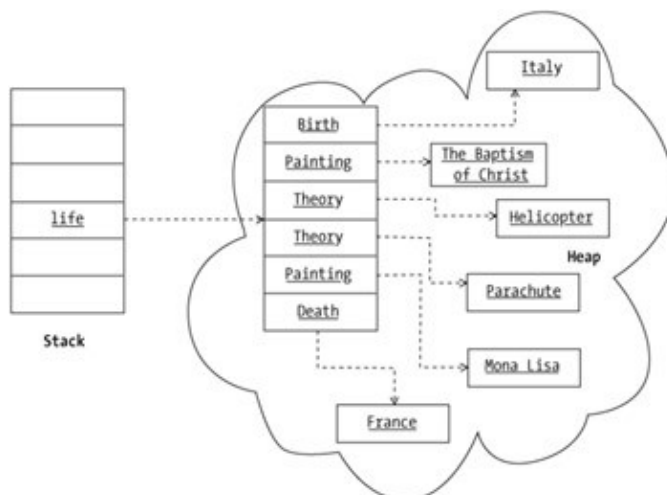 Italy
Birth
Painting
The Baptism
of Christ
Theory
life
Helicopter
Theory
Heap
Painting
Parachute
Death
Stack
Mona Lisa
France